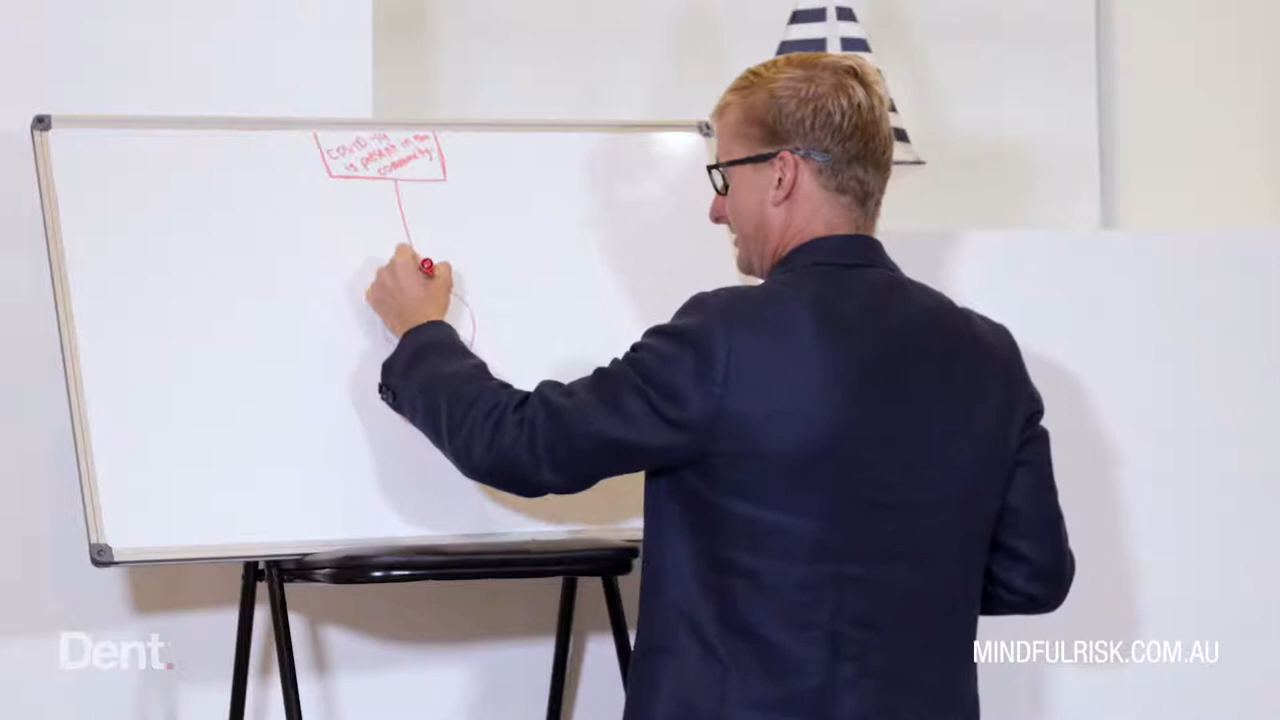 COVID-19
is present in the
community
Dent.
MINDFULRISK.COM.AU